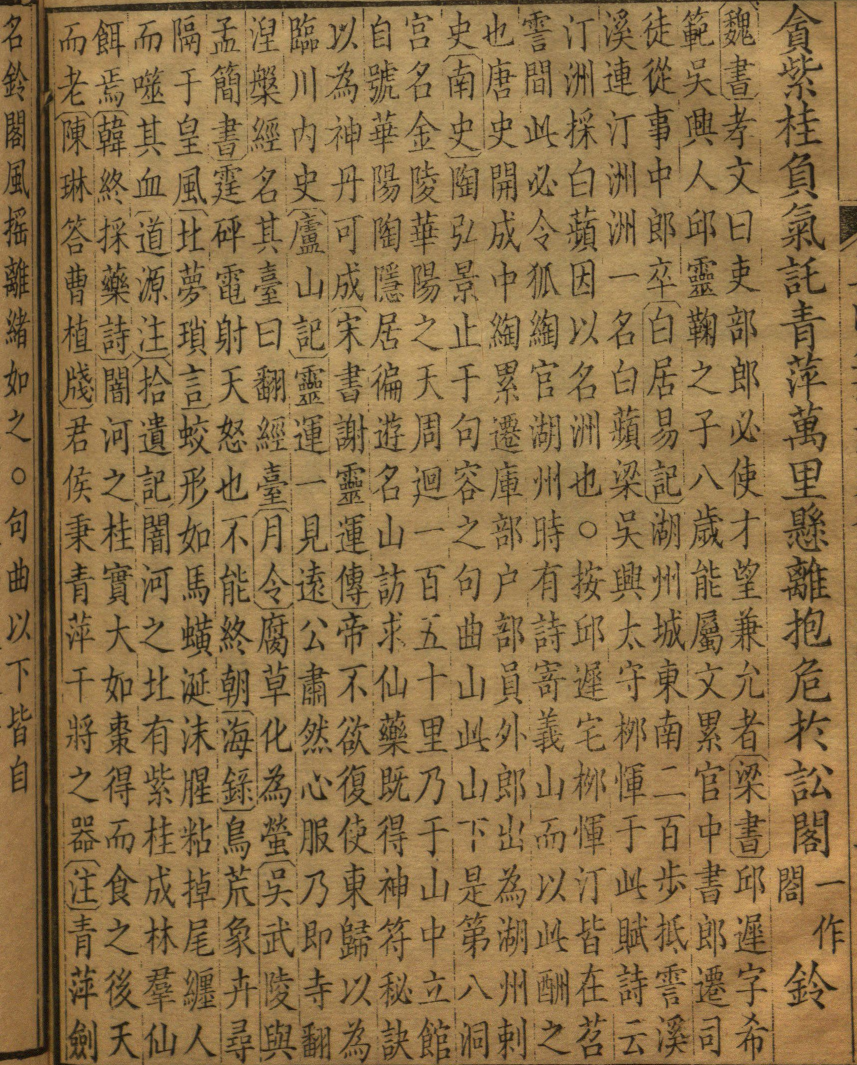 貪紫桂負氣託青萍萬里懸離抱危於訟閤一作閤鈴
魏書孝文曰吏部郎必使才望兼允者梁書邱遲字希
範吳興人邱靈鞠之子八歲能屬文累官中書郎遷司
徒從事中郎卒白居易記湖州城東南二百步抵霅溪
溪連汀洲洲一名白蘋梁吳興太守栁惲于此賦詩云
汀洲採白蘋因以名洲也○按邱遲宅栁惲汀皆在苕
霅間此必令狐綯官湖州時有詩寄義山而以此酬之
也唐史開成中綯累遷庫部户部員外郎出為湖州刺
史南史陶弘景止于句容之句曲山此山下是第八洞
宫名金陵華陽之天周迴一百五十里乃于山中立館
自號華陽陶隱居徧遊名山訪求仙藥既得神符秘訣
以為神丹可成宋書謝靈運傳帝不欲復使東歸以為
臨川内史廬山記靈運一見遠公肅然心服乃即寺翻
湼槃經名其臺曰翻經臺月令腐草化為螢吳武陵與
孟簡書霆砰電射天怒也不能終朝海錄烏荒象卉尋
隔于皇風北夢瑣言蛟形如馬蟥涎沫腥粘掉尾纏人
而噬其血道源注拾遺記闇河之北有紫桂成林羣仙
餌焉韓終採藥詩闇河之桂實大如棗得而食之後天
而老陳琳答曹植牋君侯秉青萍干將之器注青萍劍
名鈴閣風摇離緒如之○句曲以下皆自